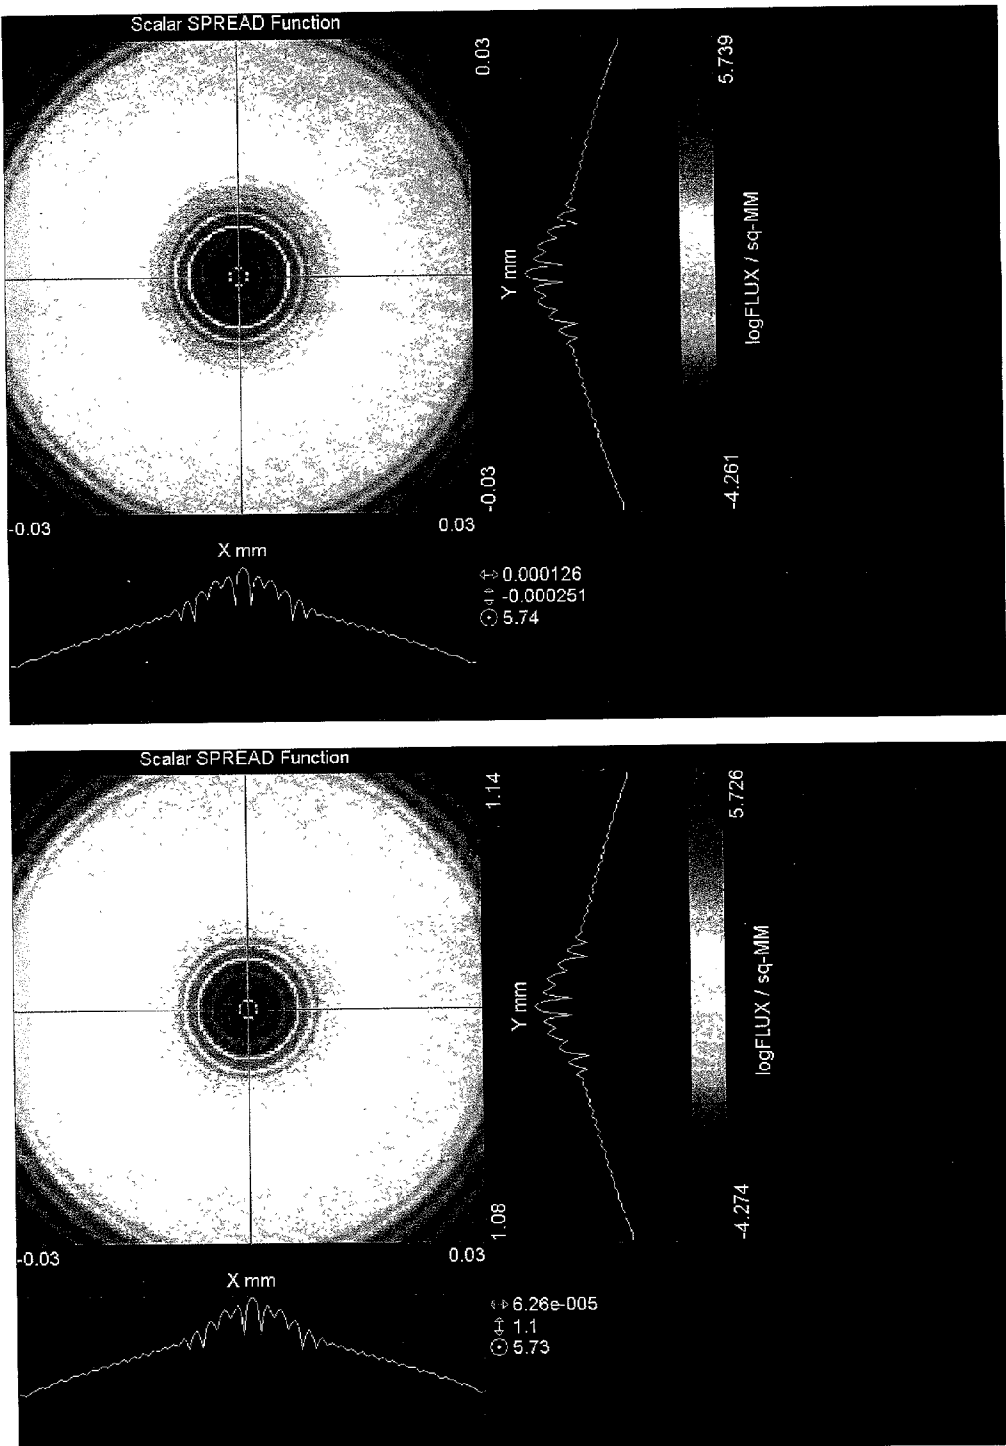 Scalar SPREAD Function
0.03
Y mm
-0.03
5.739
logFLUX / sq-MM
-4.261
-0.03
0.03
X mm
0.000126
-0.000251
5.74
Scalar SPREAD Function
1.14
Y mm
1.08
5.726
logFLUX / sq-MM
-4.274
-0.03
0.03
X mm
6.26e-005
1.1
5.73